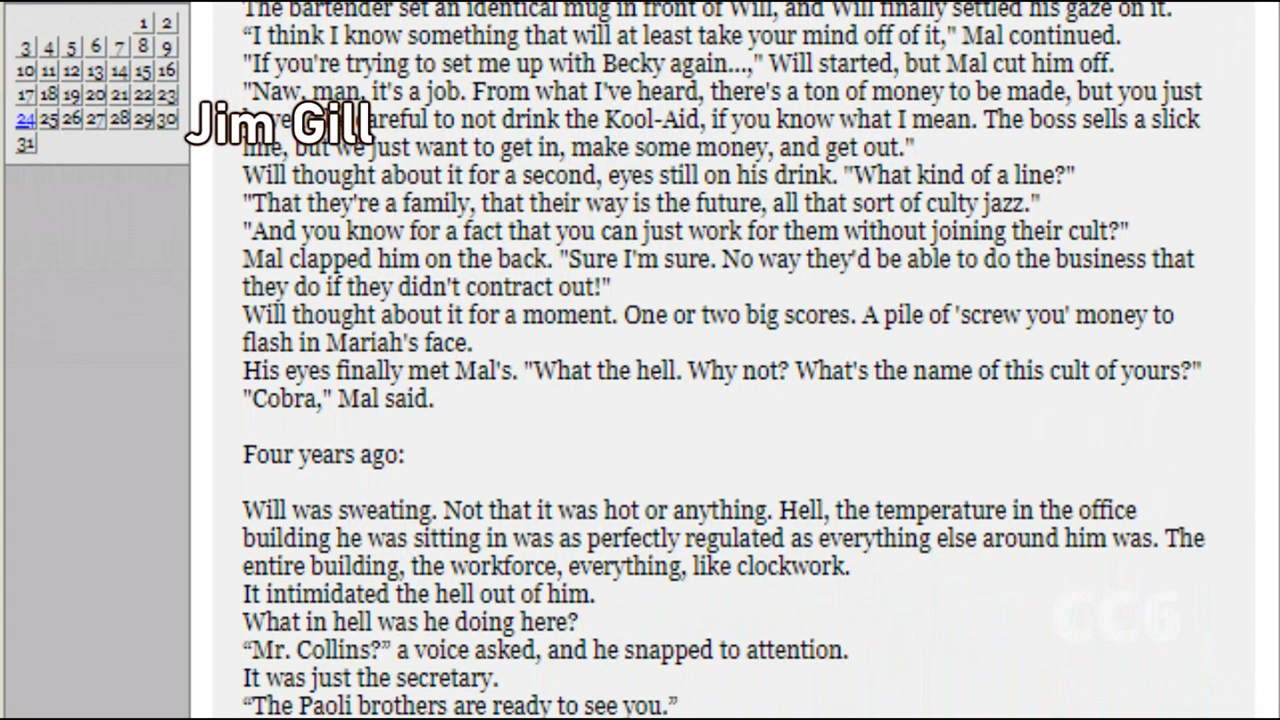 1 2
3 4 5 6 7 8 9
10 11 12 13 14 15 16
17 18 19 20 21 22 23
24 25 26 27 28 29 30
31
Jim Gill
The bartender set an identical mug in front of Will, and Will finally settled his gaze on it.
“I think I know something that will at least take your mind off of it," Mal continued.
"If you're trying to set me up with Becky again...," Will started, but Mal cut him off.
"Naw, man, it's a job. From what I've heard, there's a ton of money to be made, but you just
careful to not drink the Kool-Aid, if you know what I mean. The boss sells a slick
line, but we just want to get in, make some money, and get out."
Will thought about it for a second, eyes still on his drink. "What kind of a line?"
"That they're a family, that their way is the future, all that sort of culty jazz."
"And you know for a fact that you can just work for them without joining their cult?"
Mal clapped him on the back. "Sure I'm sure. No way they'd be able to do the business that
they do if they didn't contract out!"
Will thought about it for a moment. One or two big scores. A pile of 'screw you' money to
flash in Mariah's face.
His eyes finally met Mal's. "What the hell. Why not? What's the name of this cult of yours?"
"Cobra," Mal said.
Four years ago:
Will was sweating. Not that it was hot or anything. Hell, the temperature in the office
building he was sitting in was as perfectly regulated as everything else around him was. The
entire building, the workforce, everything, like clockwork.
It intimidated the hell out of him.
What in hell was he doing here?
“Mr. Collins?” a voice asked, and he snapped to attention.
It was just the secretary.
“The Paoli brothers are ready to see you.”
CC6